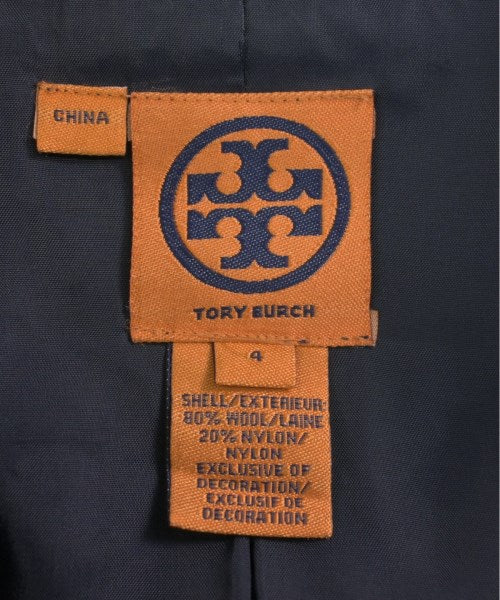 CHINA
TORY BURCH
4
SHELL/EXTERIEUR:
80% WOOL/LAINE
20% NYLON/
NYLON
EXCLUSIVE OF
DECORATION/
EXCLUSIF DE
DECORATION